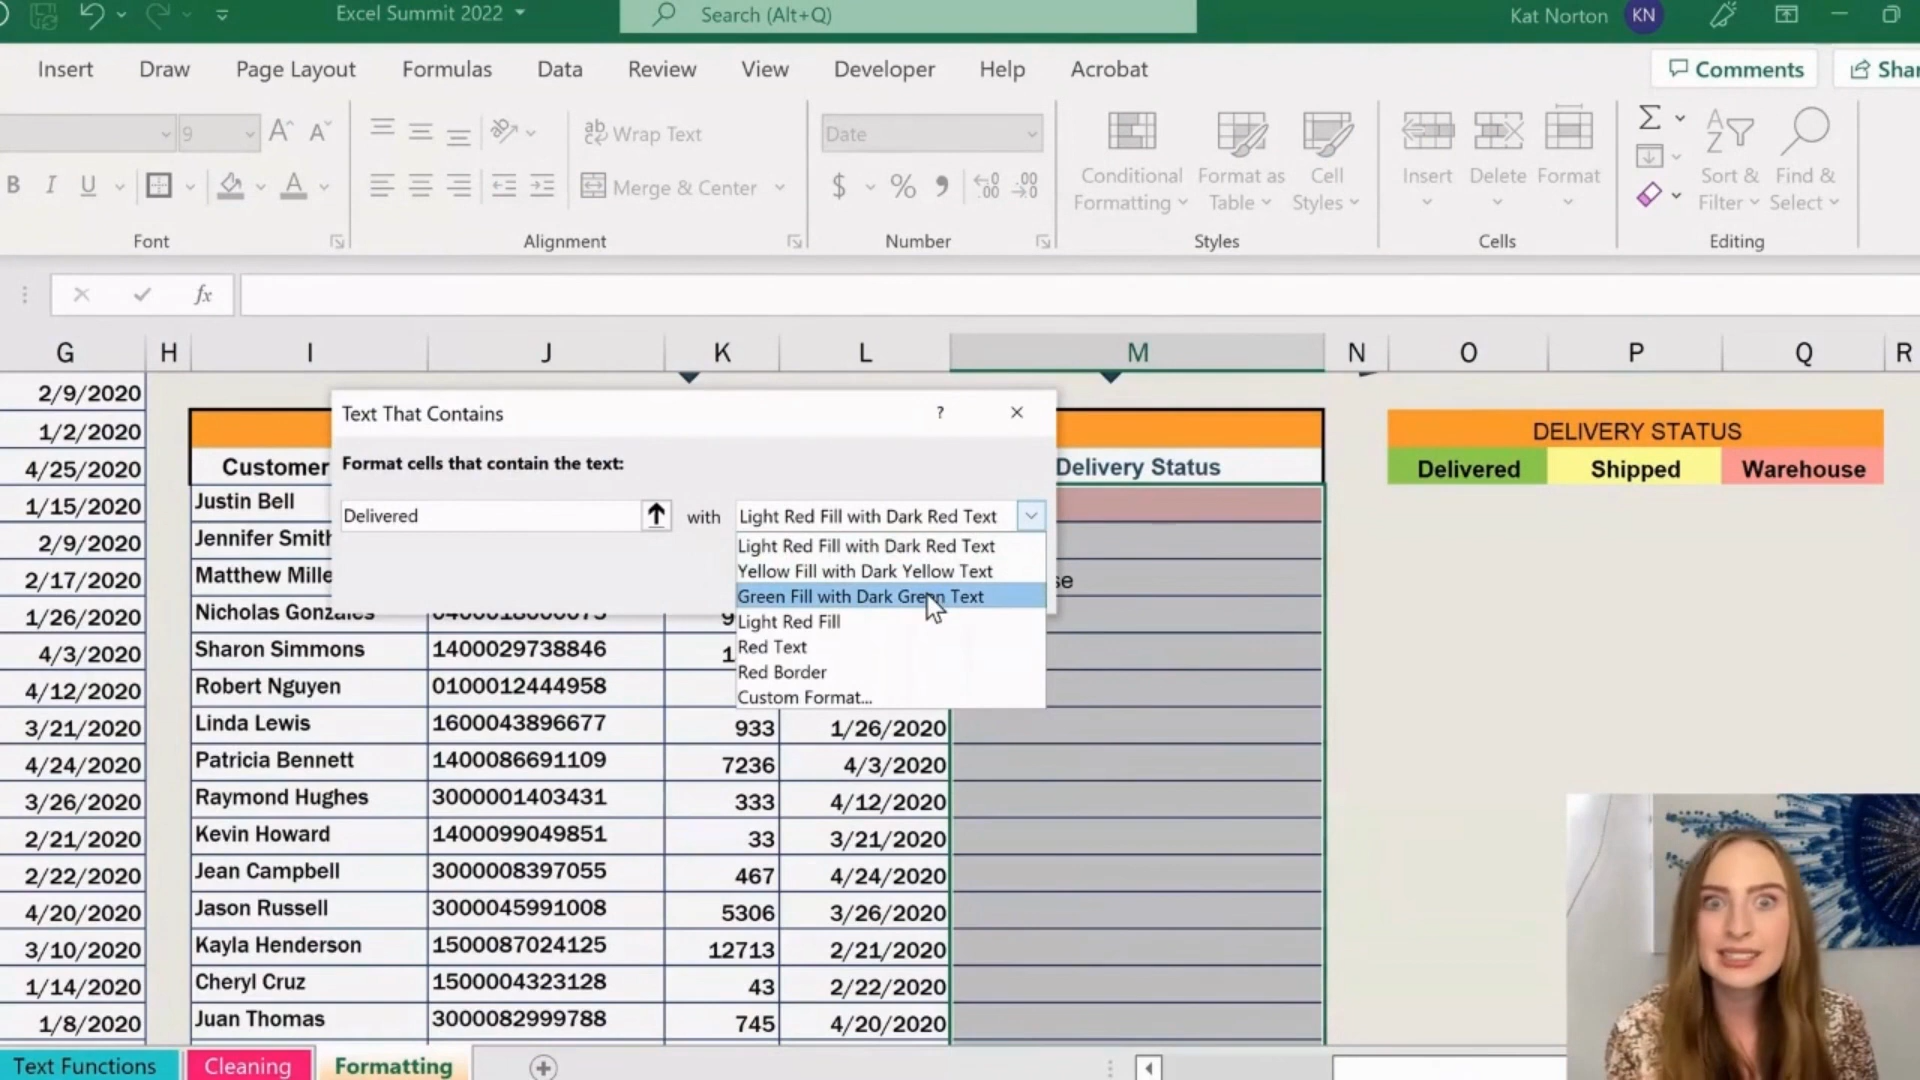 Excel Summit 2022
Search (Alt+Q)
Kat Norton
KN
Insert
Draw
Page Layout
Formulas
Data
Review
View
Developer
Help
Acrobat
Comments
9
Wrap Text
Date
Merge & Center
Conditional Formatting
Format as Table
Cell Styles
Insert
Delete
Format
Sort & Filter
Find & Select
Font
Alignment
Number
Styles
Cells
Editing
fx
G H I J K L M N O P Q R
2/9/2020
1/2/2020
4/25/2020
1/15/2020
2/9/2020
2/17/2020
1/26/2020
4/3/2020
4/12/2020
3/21/2020
4/24/2020
3/26/2020
2/21/2020
2/22/2020
4/20/2020
3/10/2020
1/14/2020
1/8/2020
Text That Contains ?
Format cells that contain the text:
Delivered with Light Red Fill with Dark Red Text
Light Red Fill with Dark Red Text
Yellow Fill with Dark Yellow Text
Green Fill with Dark Green Text
Light Red Fill
Red Text
Red Border
Custom Format...
Customer Delivery Status
Justin Bell
Jennifer Smith
Matthew Mille
Nicholas Gonzales
Sharon Simmons 1400029738846 1
Robert Nguyen 0100012444958
Linda Lewis 1600043896677 933 1/26/2020
Patricia Bennett 1400086691109 7236 4/3/2020
Raymond Hughes 3000001403431 333 4/12/2020
Kevin Howard 1400099049851 33 3/21/2020
Jean Campbell 3000008397055 467 4/24/2020
Jason Russell 3000045991008 5306 3/26/2020
Kayla Henderson 1500087024125 12713 2/21/2020
Cheryl Cruz 1500004323128 43 2/22/2020
Juan Thomas 3000082999788 745 4/20/2020
DELIVERY STATUS
Delivered Shipped Warehouse
Text Functions
Cleaning
Formatting